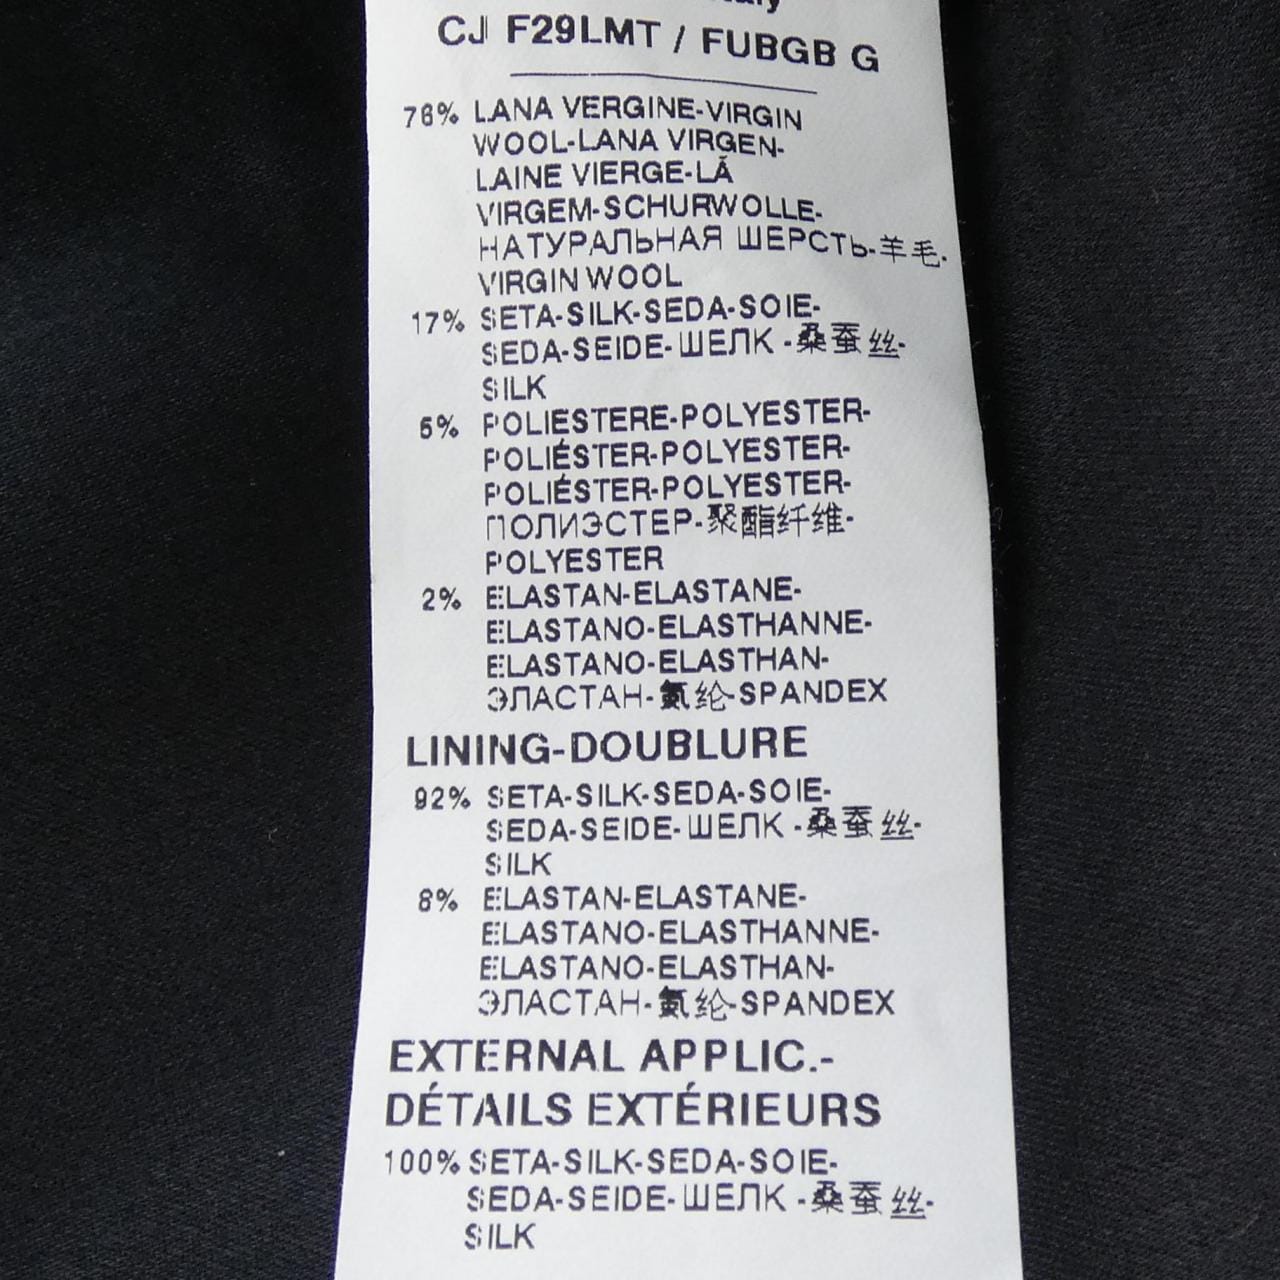 CJ F29LMT / FUBGB G
76% LANA VERGINE-VIRGIN
WOOL-LANA VIRGEN-
LAINE VIERGE-LÃ
VIRGEM-SCHURWOLLE-
НАТУРАЛЬНАЯ ШЕРСТЬ-羊毛-
VIRGIN WOOL
17% SETA-SILK-SEDA-SOIE-
SEDA-SEIDE-ШЕЛК -桑蚕丝-
SILK
5% POLIESTERE-POLYESTER-
POLIÉSTER-POLYESTER-
POLIÉSTER-POLYESTER-
ПОЛИЭСТЕР-聚酯纤维-
POLYESTER
2% ELASTAN-ELASTANE-
ELASTANO-ELASTHANNE-
ELASTANO-ELASTHAN-
ЭЛАСТАН-氨纶-SPANDEX
LINING-DOUBLURE
92% SETA-SILK-SEDA-SOIE-
SEDA-SEIDE-ШЕЛК -桑蚕丝-
SILK
8% ELASTAN-ELASTANE-
ELASTANO-ELASTHANNE-
ELASTANO-ELASTHAN-
ЭЛАСТАН-氨纶-SPANDEX
EXTERNAL APPLIC.-
DÉTAILS EXTÉRIEURS
100% SETA-SILK-SEDA-SOIE-
SEDA-SEIDE-ШЕЛК -桑蚕丝-
SILK